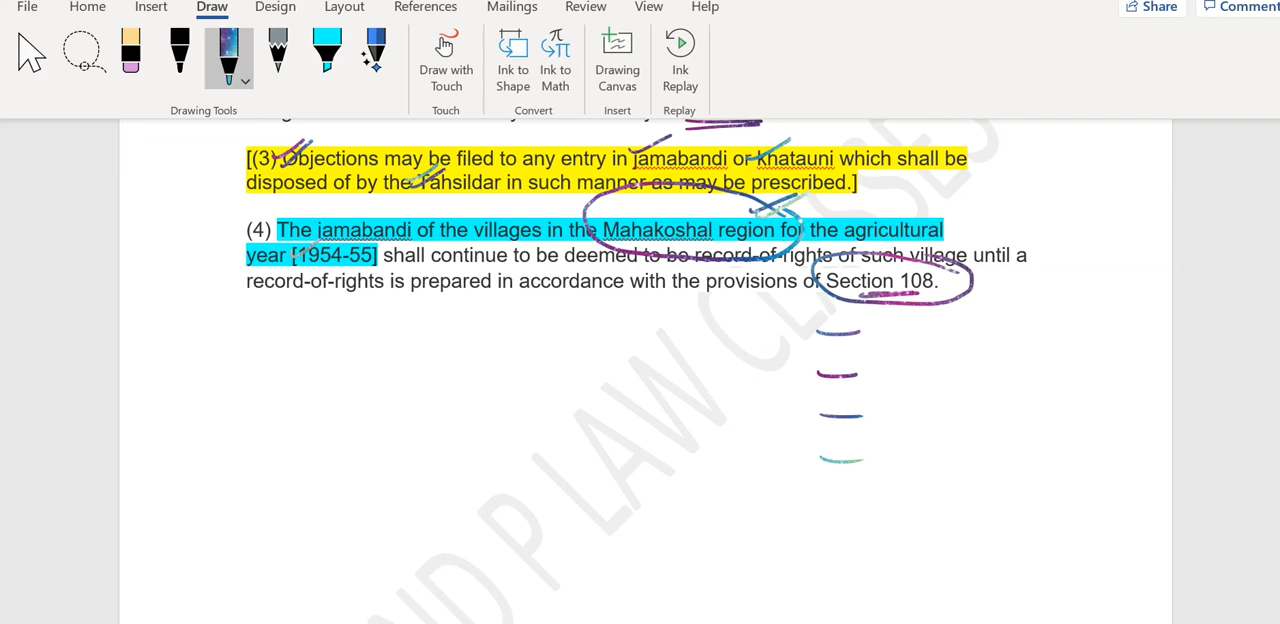 File Home Insert Draw Design Layout References Mailings Review View Help Share Comment
Draw with Touch
Ink to Shape
Ink to Math
Drawing Canvas
Ink Replay
Drawing Tools Touch Convert Insert Replay
[(3) Objections may be filed to any entry in jamabandi or khatauni which shall be
disposed of by the Tahsildar in such manner as may be prescribed.]
(4) The jamabandi of the villages in the Mahakoshal region for the agricultural
year [1954-55] shall continue to be deemed to be record-of-rights of such village until a
record-of-rights is prepared in accordance with the provisions of Section 108.
ND P LAW CLASSES